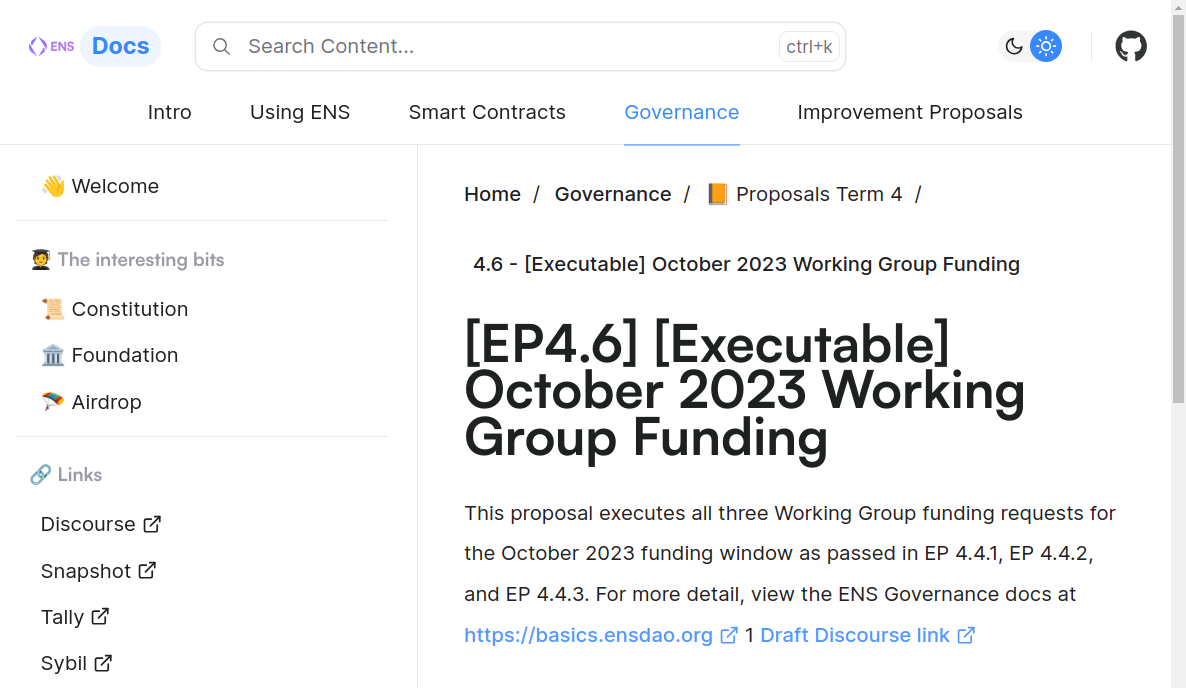 ENS Docs
Search Content...
ctrl+k
Intro Using ENS Smart Contracts Governance Improvement Proposals
👋 Welcome
🧑‍🎓 The interesting bits
📜 Constitution
🏛️ Foundation
🪂 Airdrop
🔗 Links
Discourse
Snapshot
Tally
Sybil
Home / Governance / 📙 Proposals Term 4 /
4.6 - [Executable] October 2023 Working Group Funding
[EP4.6] [Executable]
October 2023 Working
Group Funding
This proposal executes all three Working Group funding requests for
the October 2023 funding window as passed in EP 4.4.1, EP 4.4.2,
and EP 4.4.3. For more detail, view the ENS Governance docs at
https://basics.ensdao.org 1 Draft Discourse link